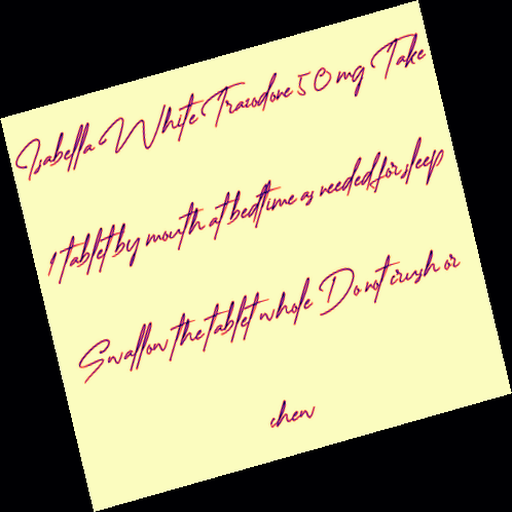 Isabella White Trazodone 50 mg Take
1 tablet by mouth at bedtime as needed for sleep
Swallow the tablet whole Do not crush or
chew